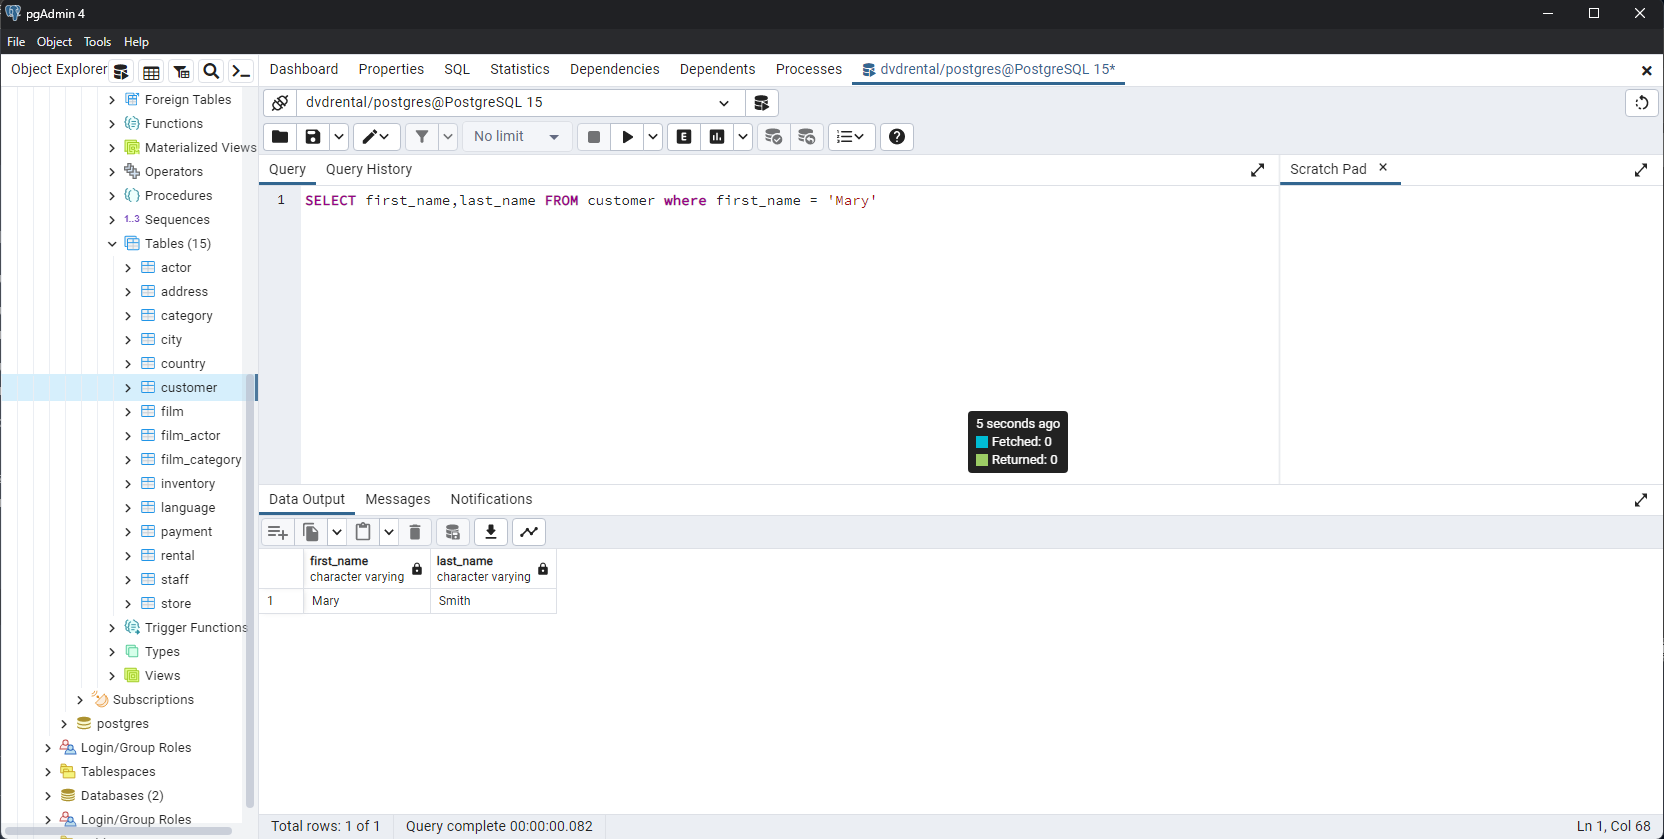 pgAdmin 4
File Object Tools Help
Object Explorer
Dashboard Properties SQL Statistics Dependencies Dependents Processes dvdrental/postgres@PostgreSQL 15*
dvdrental/postgres@PostgreSQL 15
No limit
E
Query Query History
Scratch Pad
1 SELECT first_name,last_name FROM customer where first_name = 'Mary'
Foreign Tables
Functions
Materialized Views
Operators
Procedures
1..3 Sequences
Tables (15)
actor
address
category
city
country
customer
film
film_actor
film_category
inventory
language
payment
rental
staff
store
Trigger Functions
Types
Views
Subscriptions
postgres
Login/Group Roles
Tablespaces
Databases (2)
Login/Group Roles
5 seconds ago
Fetched: 0
Returned: 0
Data Output Messages Notifications
first_name last_name
character varying character varying
1 Mary Smith
Total rows: 1 of 1 Query complete 00:00:00.082
Ln 1, Col 68